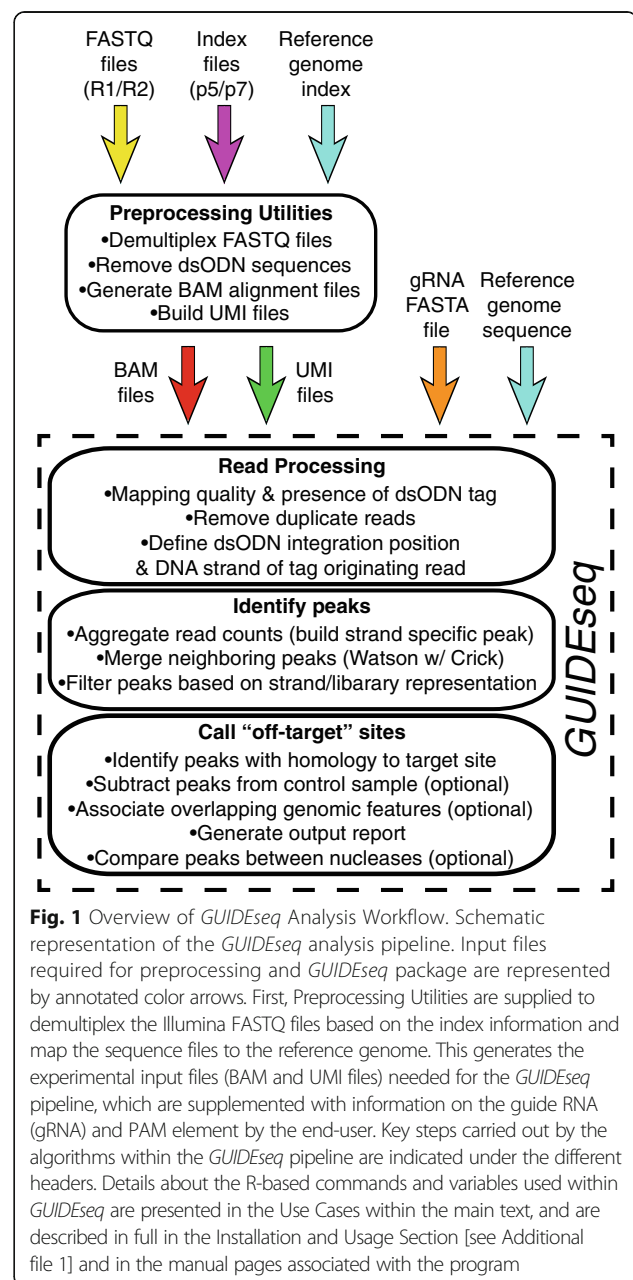 FASTQ files (R1/R2)
Index files (p5/p7)
Reference genome index
Preprocessing Utilities
•Demultiplex FASTQ files
•Remove dsODN sequences
•Generate BAM alignment files
•Build UMI files
BAM files
UMI files
gRNA FASTA file
Reference genome sequence
Read Processing
•Mapping quality & presence of dsODN tag
•Remove duplicate reads
•Define dsODN integration position
& DNA strand of tag originating read
Identify peaks
•Aggregate read counts (build strand specific peak)
•Merge neighboring peaks (Watson w/ Crick)
•Filter peaks based on strand/libarary representation
Call “off-target” sites
•Identify peaks with homology to target site
•Subtract peaks from control sample (optional)
•Associate overlapping genomic features (optional)
•Generate output report
•Compare peaks between nucleases (optional)
GUIDEseq
Fig. 1 Overview of GUIDEseq Analysis Workflow. Schematic
representation of the GUIDEseq analysis pipeline. Input files
required for preprocessing and GUIDEseq package are represented
by annotated color arrows. First, Preprocessing Utilities are supplied to
demultiplex the Illumina FASTQ files based on the index information and
map the sequence files to the reference genome. This generates the
experimental input files (BAM and UMI files) needed for the GUIDEseq
pipeline, which are supplemented with information on the guide RNA
(gRNA) and PAM element by the end-user. Key steps carried out by the
algorithms within the GUIDEseq pipeline are indicated under the different
headers. Details about the R-based commands and variables used within
GUIDEseq are presented in the Use Cases within the main text, and are
described in full in the Installation and Usage Section [see Additional
file 1] and in the manual pages associated with the program